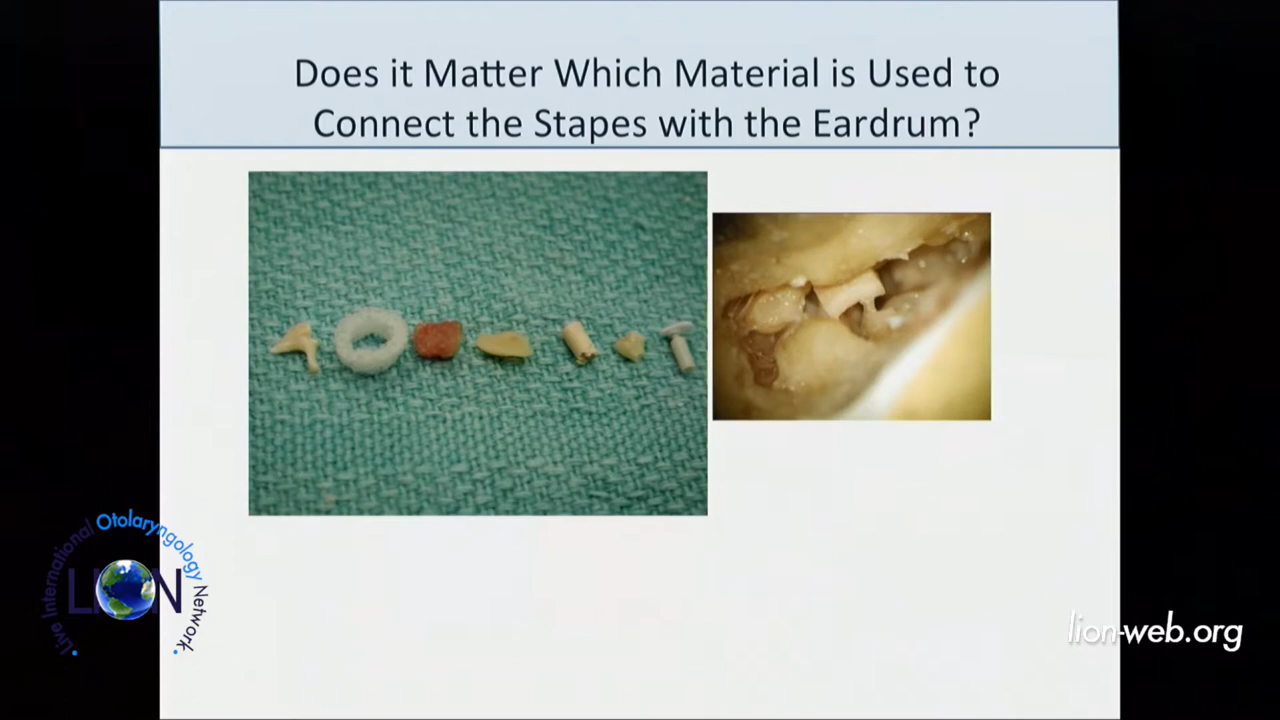 Does it Matter Which Material is Used to
Connect the Stapes with the Eardrum?
Live International Otolaryngology Network
LION
lion-web.org